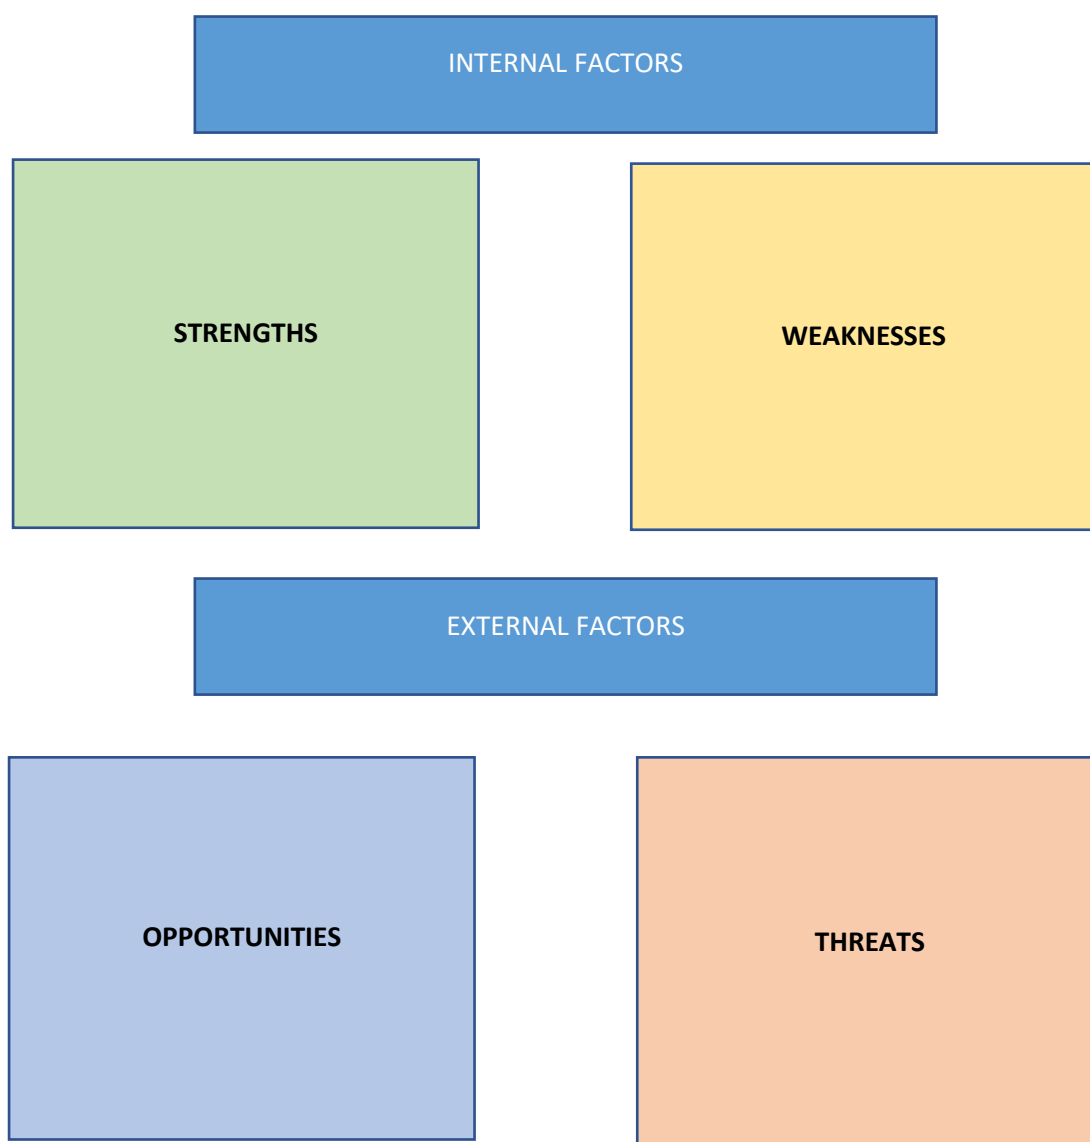 INTERNAL FACTORS
STRENGTHS
WEAKNESSES
EXTERNAL FACTORS
OPPORTUNITIES
THREATS